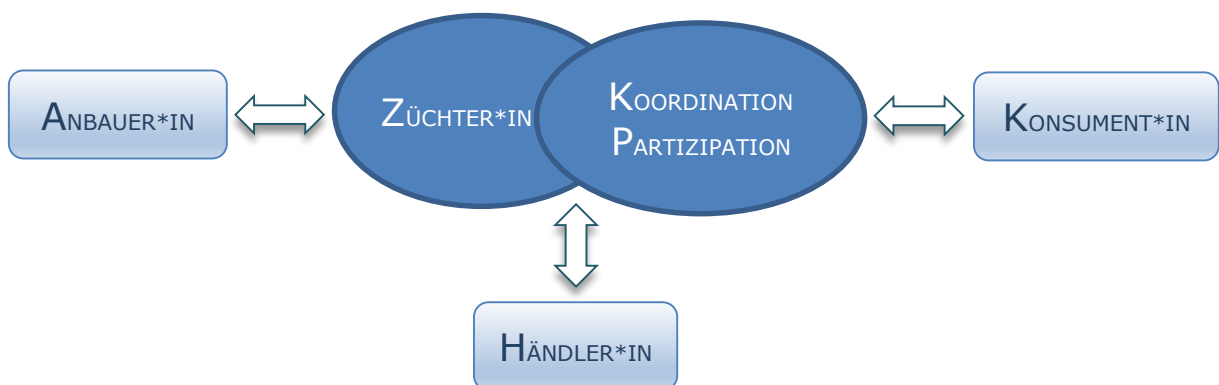 ANBAUER*IN
ZÜCHTER*IN
KOORDINATION
PARTIZIPATION
KONSUMENT*IN
HÄNDLER*IN